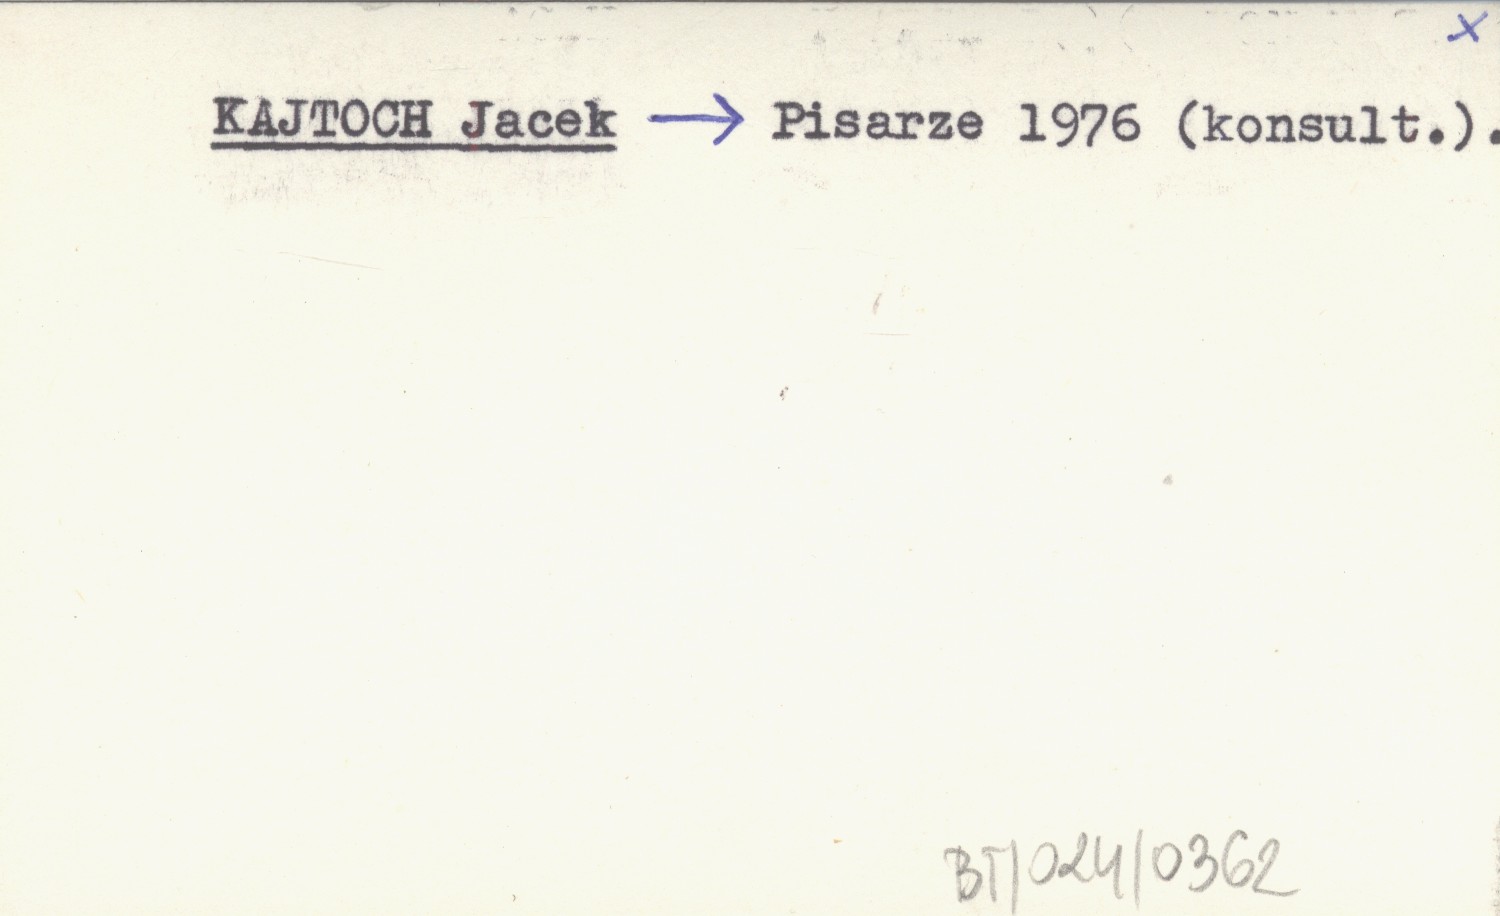 x
KAJTOCH Jacek → Pisarze 1976 (konsult.).
BT/024/0362